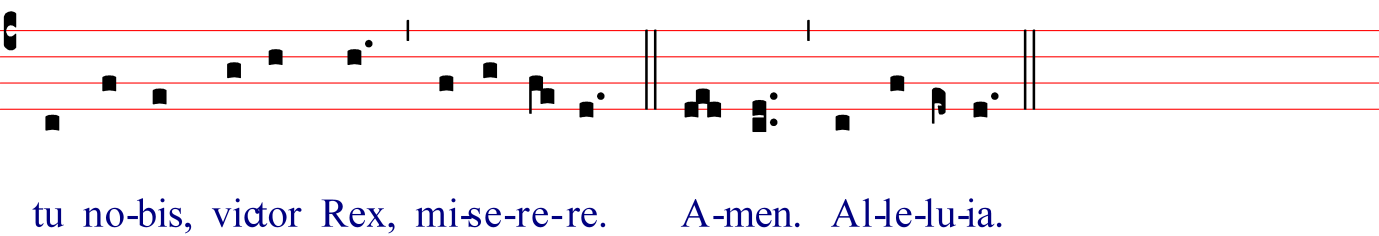 tu no-bis, victor Rex, mi-se-re-re. A-men. Al-le-lu-ia.